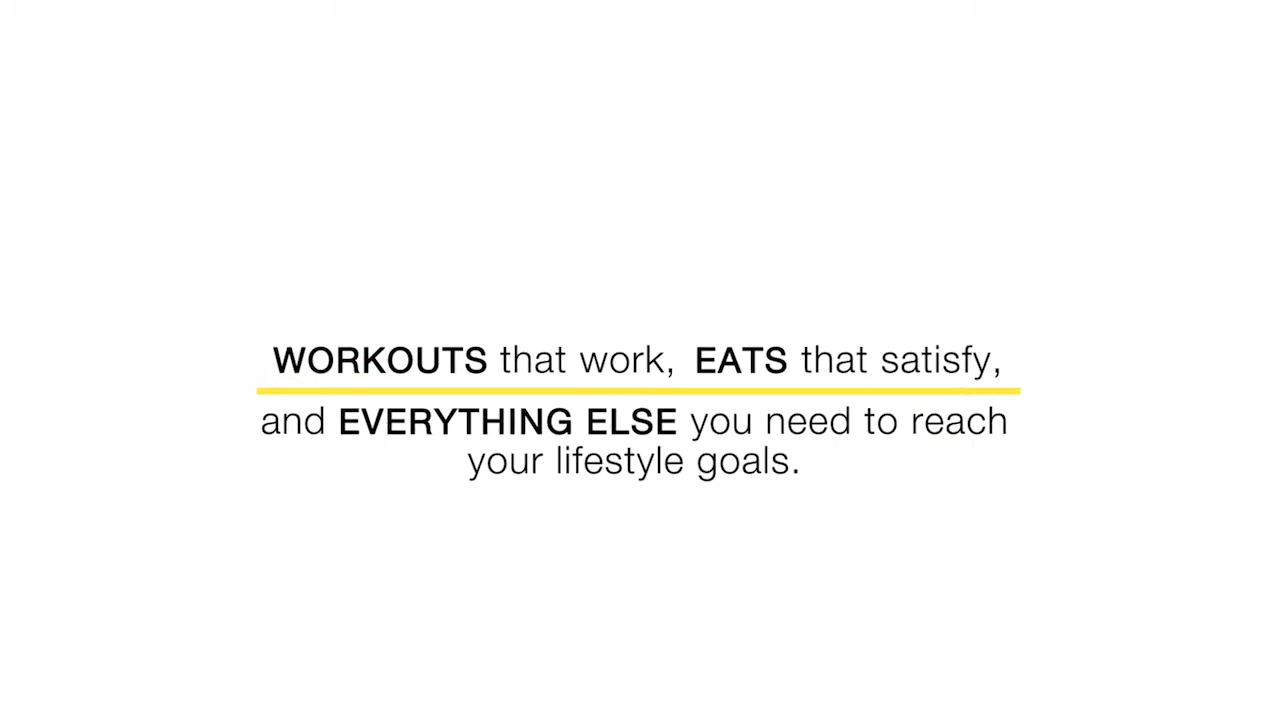 WORKOUTS that work, EATS that satisfy,
and EVERYTHING ELSE you need to reach
your lifestyle goals.